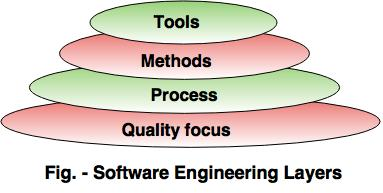 Tools
Methods
Process
Quality focus
Fig. - Software Engineering Layers